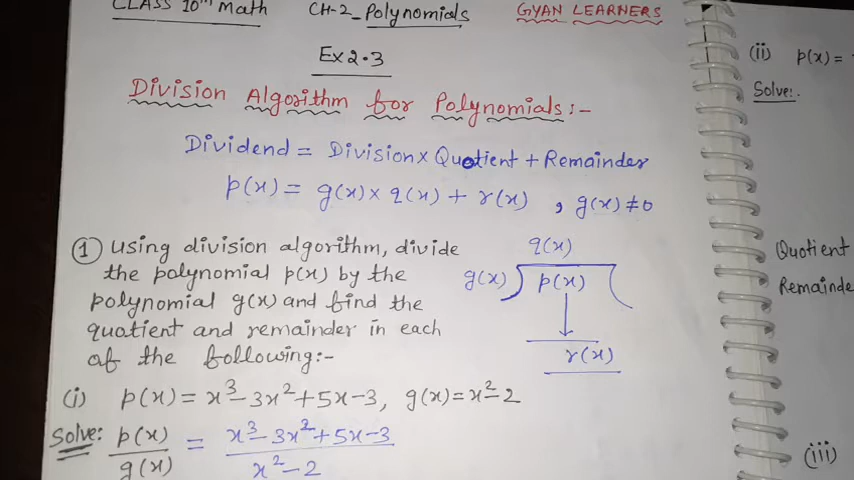 CLASS 10th Math CH-2_Polynomials GYAN LEARNERS
Ex 2.3
Division Algorithm for Polynomials:-
Dividend = Division × Quotient + Remainder
p(x) = g(x) × q(x) + r(x) , g(x) ≠ 0
① Using division algorithm, divide
the polynomial p(x) by the
polynomial g(x) and find the
quatient and remainder in each
of the following:-
q(x)
g(x) p(x)
r(x)
(i) p(x) = x³ - 3x² + 5x - 3, g(x) = x² - 2
Solve: p(x)/g(x) = x³ - 3x² + 5x - 3 / x² - 2
(ii) p(x) =
Solve:.
Quotient
Remainde
(iii)